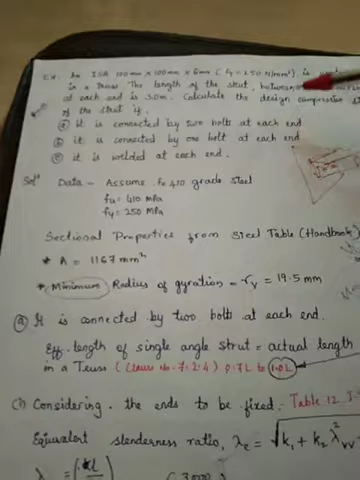 Ex. An ISA 100mm × 100mm × 6mm (fy = 250 N/mm²) is
in a truss. The length of the strut, between
at each end is 3.0m. Calculate the design compressive
of the strut if.
(a) it is connected by two bolts at each end
(b) it is connected by one bolt at each end
(c) it is welded at each end.
Solⁿ Data - Assume. fe 410 grade steel
fu = 410 MPa
fy = 250 MPa
Sectional Properties from Steel Table (Handbook)
* A = 1167 mm²
* Minimum Radius of gyration = rv = 19.5 mm
(a) It is connected by two bolts at each end.
Eff. length of single angle strut = actual length
in a Truss (Clause no. 7.2.4) 0.7L to 1.0L
(1) Considering the ends to be fixed. Table 12
Equivalent slenderness ratio, λe = √k₁ + k₂ λ²vv